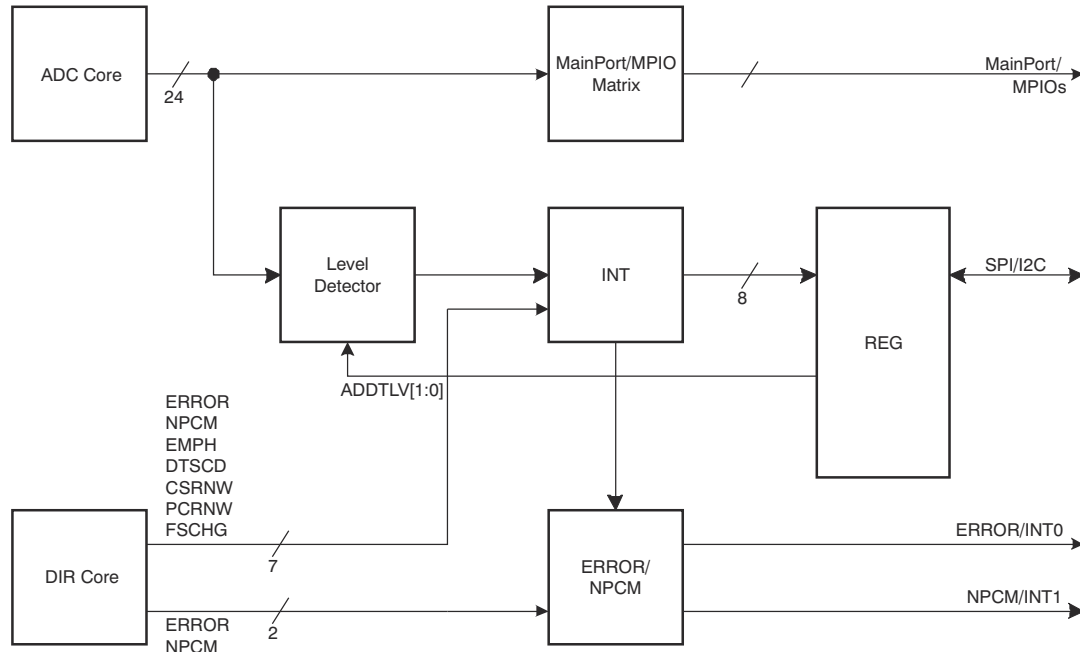 ADC Core
24
MainPort/MPIO
Matrix
MainPort/
MPIOs
Level
Detector
INT
8
REG
SPI/I2C
ADDTLV[1:0]
ERROR
NPCM
EMPH
DTSCD
CSRNW
PCRNW
FSCHG
7
DIR Core
ERROR
NPCM
2
ERROR/
NPCM
ERROR/INT0
NPCM/INT1